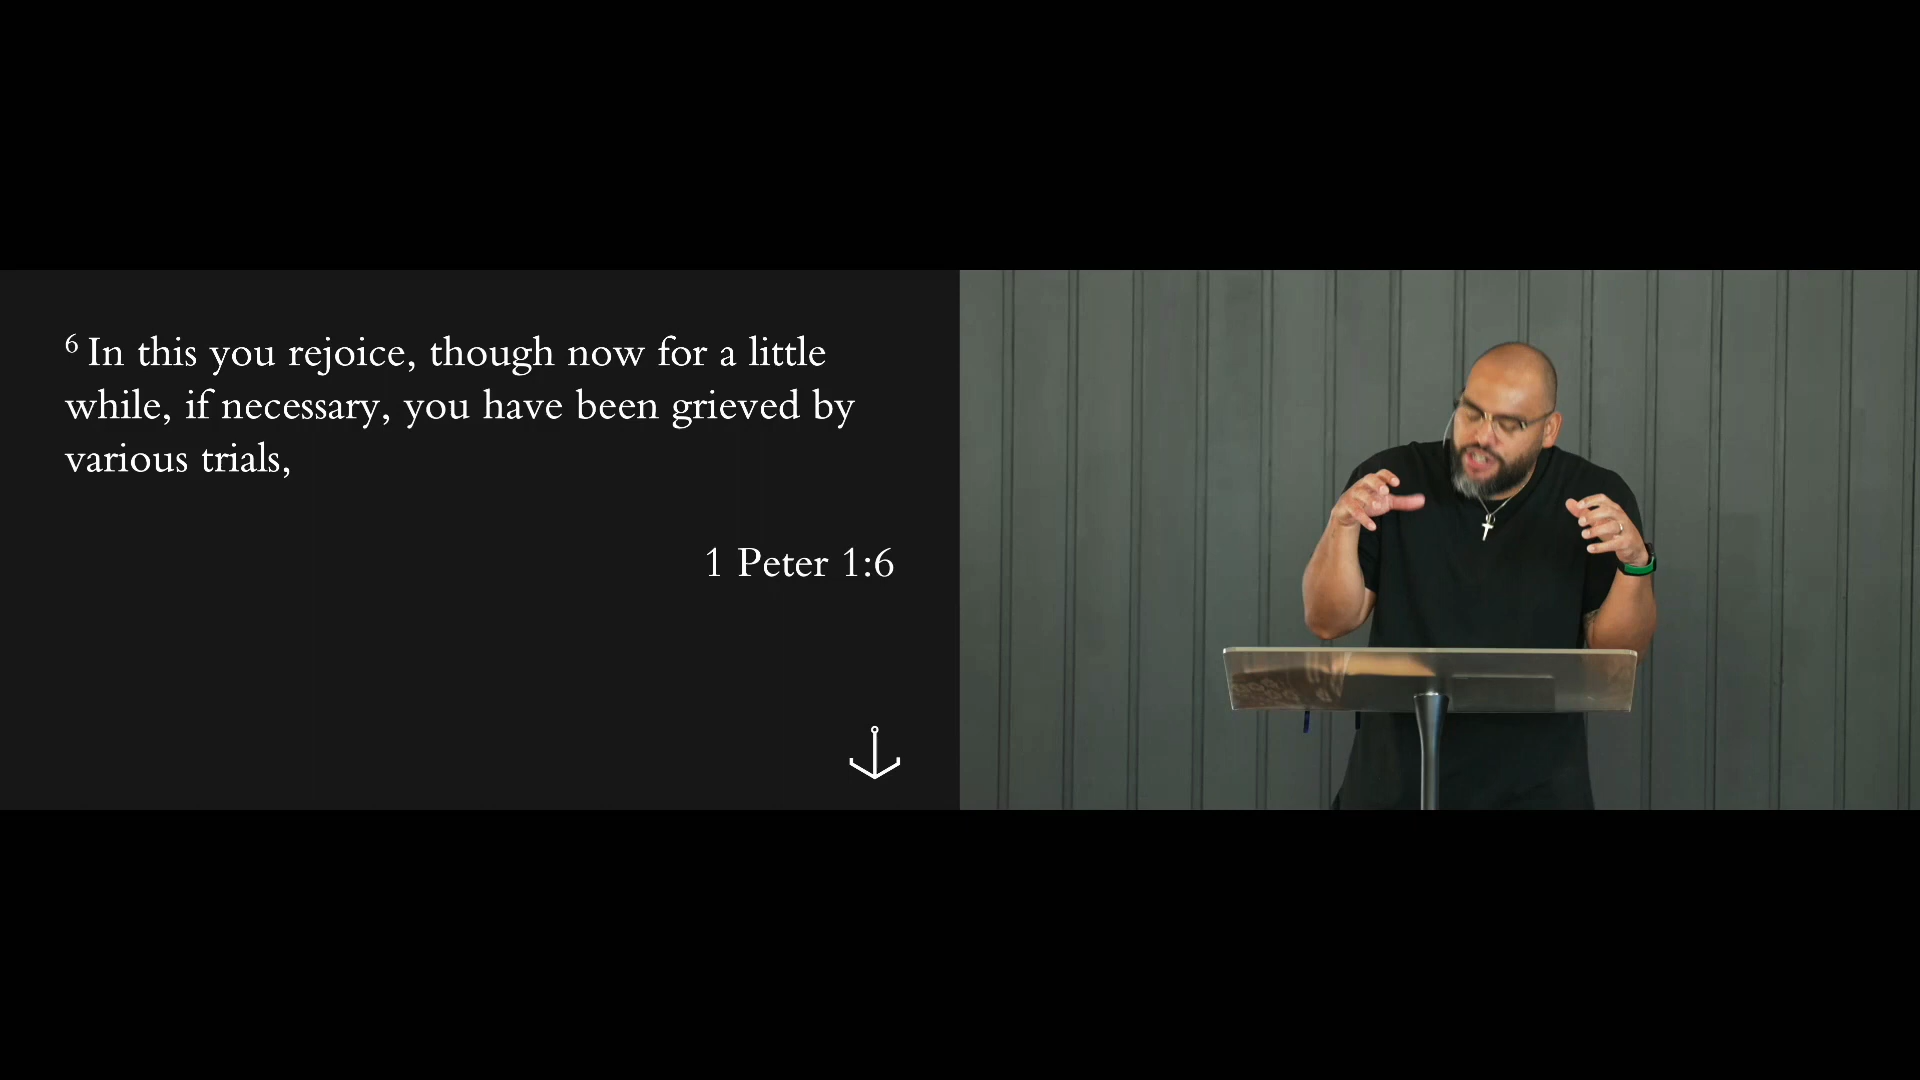 6 In this you rejoice, though now for a little
while, if necessary, you have been grieved by
various trials,
1 Peter 1:6